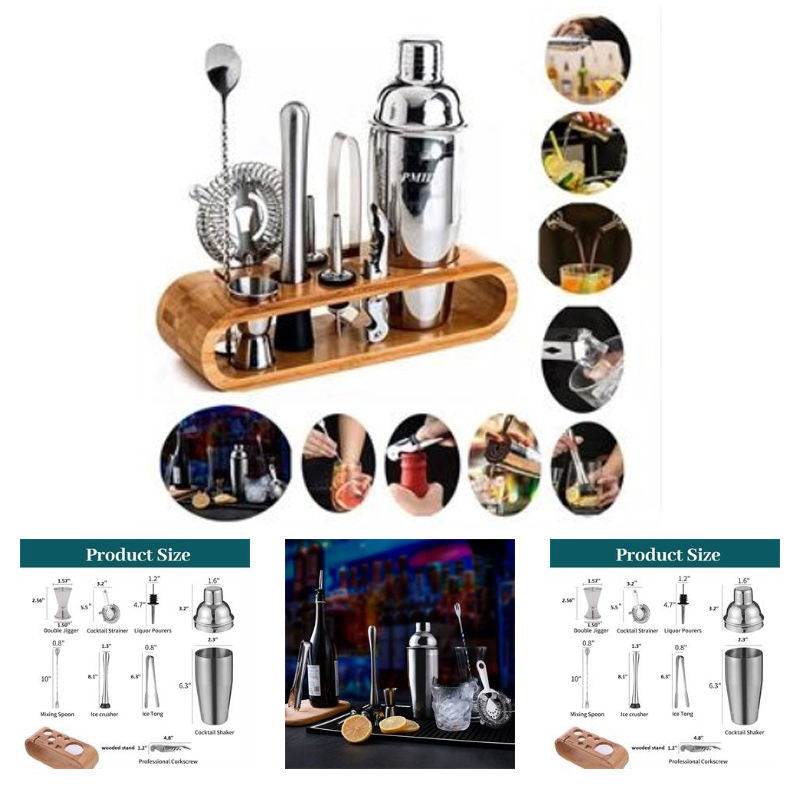 Product Size
1.57"
3.2"
1.2"
1.6"
2.56"
5.5"
4.7"
3.2"
1.50"
Double Jigger
Cocktail Strainer
Liquor Pourers
2.3"
0.8"
1.3"
0.8"
10"
8.1"
6.3"
6.3"
Mixing Spoon
Ice crusher
Ice Tong
Cocktail Shaker
4.8"
wooded stand
1.2"
Professional Corkscrew
Product Size
1.57"
3.2"
1.2"
1.6"
2.56"
5.5"
4.7"
3.2"
1.50"
Double Jigger
Cocktail Strainer
Liquor Pourers
2.3"
0.8"
1.3"
0.8"
10"
8.1"
6.3"
6.3"
Mixing Spoon
Ice crusher
Ice Tong
Cocktail Shaker
4.8"
wooded stand
1.2"
Professional Corkscrew